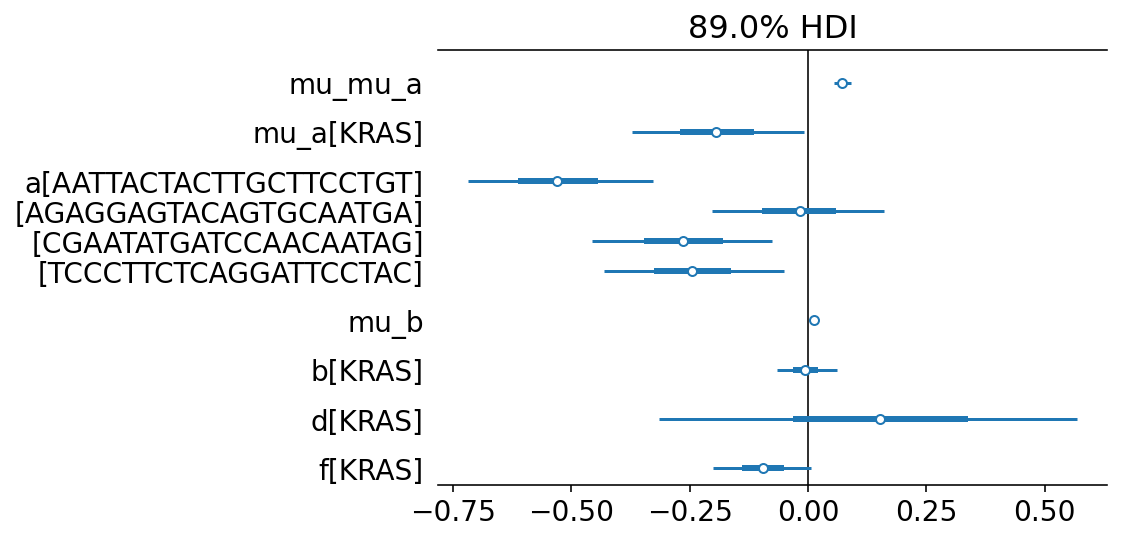 89.0% HDI
mu_mu_a
mu_a[KRAS]
a[AATTACTACTTGCTTCCTGT]
[AGAGGAGTACAGTGCAATGA]
[CGAATATGATCCAACAATAG]
[TCCCTTCTCAGGATTCCTAC]
mu_b
b[KRAS]
d[KRAS]
f[KRAS]
−0.75 −0.50 −0.25 0.00 0.25 0.50